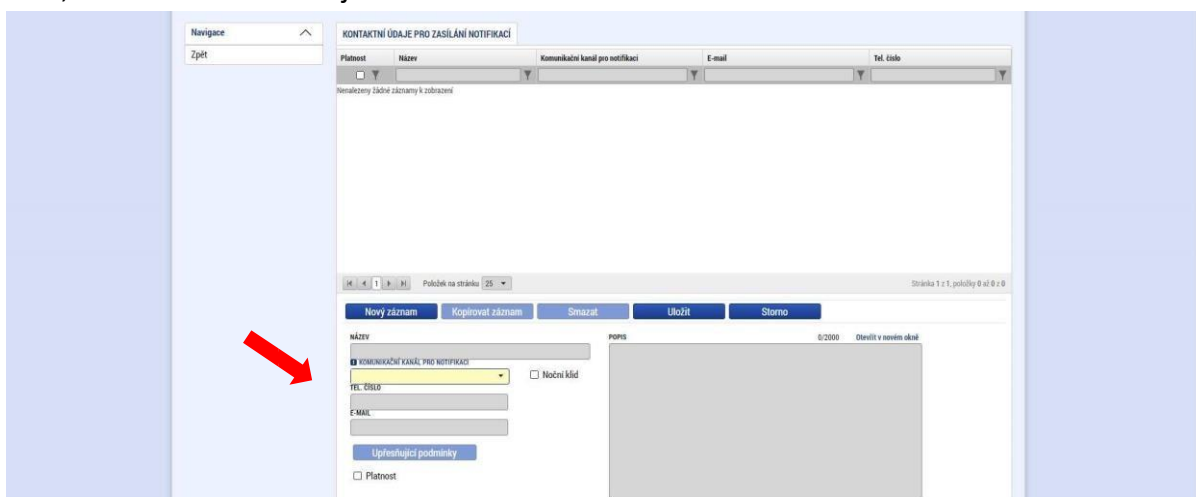 Navigace
KONTAKTNÍ ÚDAJE PRO ZASÍLÁNÍ NOTIFIKACÍ
Zpět
Platnost Název Komunikační kanál pro notifikaci E-mail Tel. číslo
Nenalezeny žádné záznamy k zobrazení
1 Položek na stránku 25 Stránka 1 z 1, položky 0 až 0 z 0
Nový záznam Kopírovat záznam Smazat Uložit Storno
NÁZEV POPIS 0/2000 Otevřít v novém okně
KOMUNIKAČNÍ KANÁL PRO NOTIFIKACI
Noční klid
TEL. ČÍSLO
E-MAIL
Upřesňující podmínky
Platnost